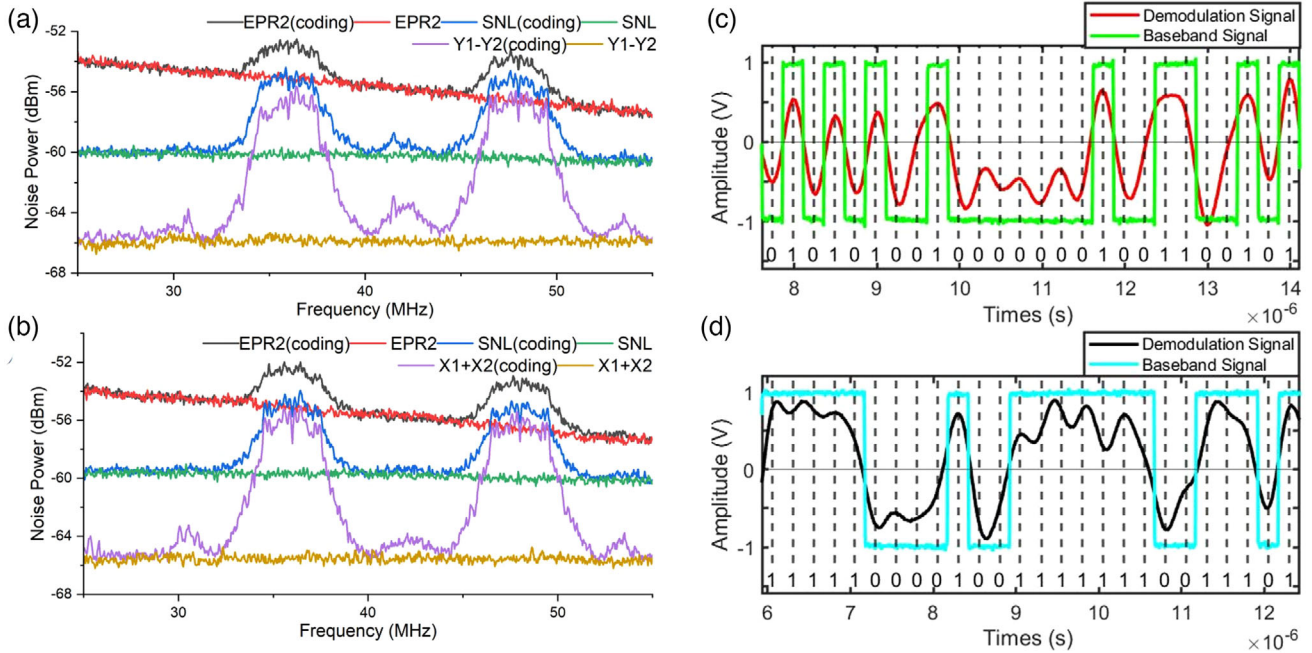 (a)
EPR2(coding) EPR2 SNL(coding) SNL
Y1-Y2(coding) Y1-Y2
-52
-56
-60
-64
-68
Noise Power (dBm)
30 40 50
Frequency (MHz)
(b)
EPR2(coding) EPR2 SNL(coding) SNL
X1+X2(coding) X1+X2
-52
-56
-60
-64
-68
Noise Power (dBm)
30 40 50
Frequency (MHz)
(c)
Demodulation Signal
Baseband Signal
1
0
-1
Amplitude (V)
0 1 0 1 0 1 0 0 1 0 0 0 0 0 0 0 1 0 0 1 1 0 0 1 0 1
8 9 10 11 12 13 14
Times (s)
×10-6
(d)
Demodulation Signal
Baseband Signal
1
0
-1
Amplitude (V)
1 1 1 1 1 0 0 0 0 1 0 0 1 1 1 1 1 1 1 0 0 1 1 1 0 1
6 7 8 9 10 11 12
Times (s)
×10-6